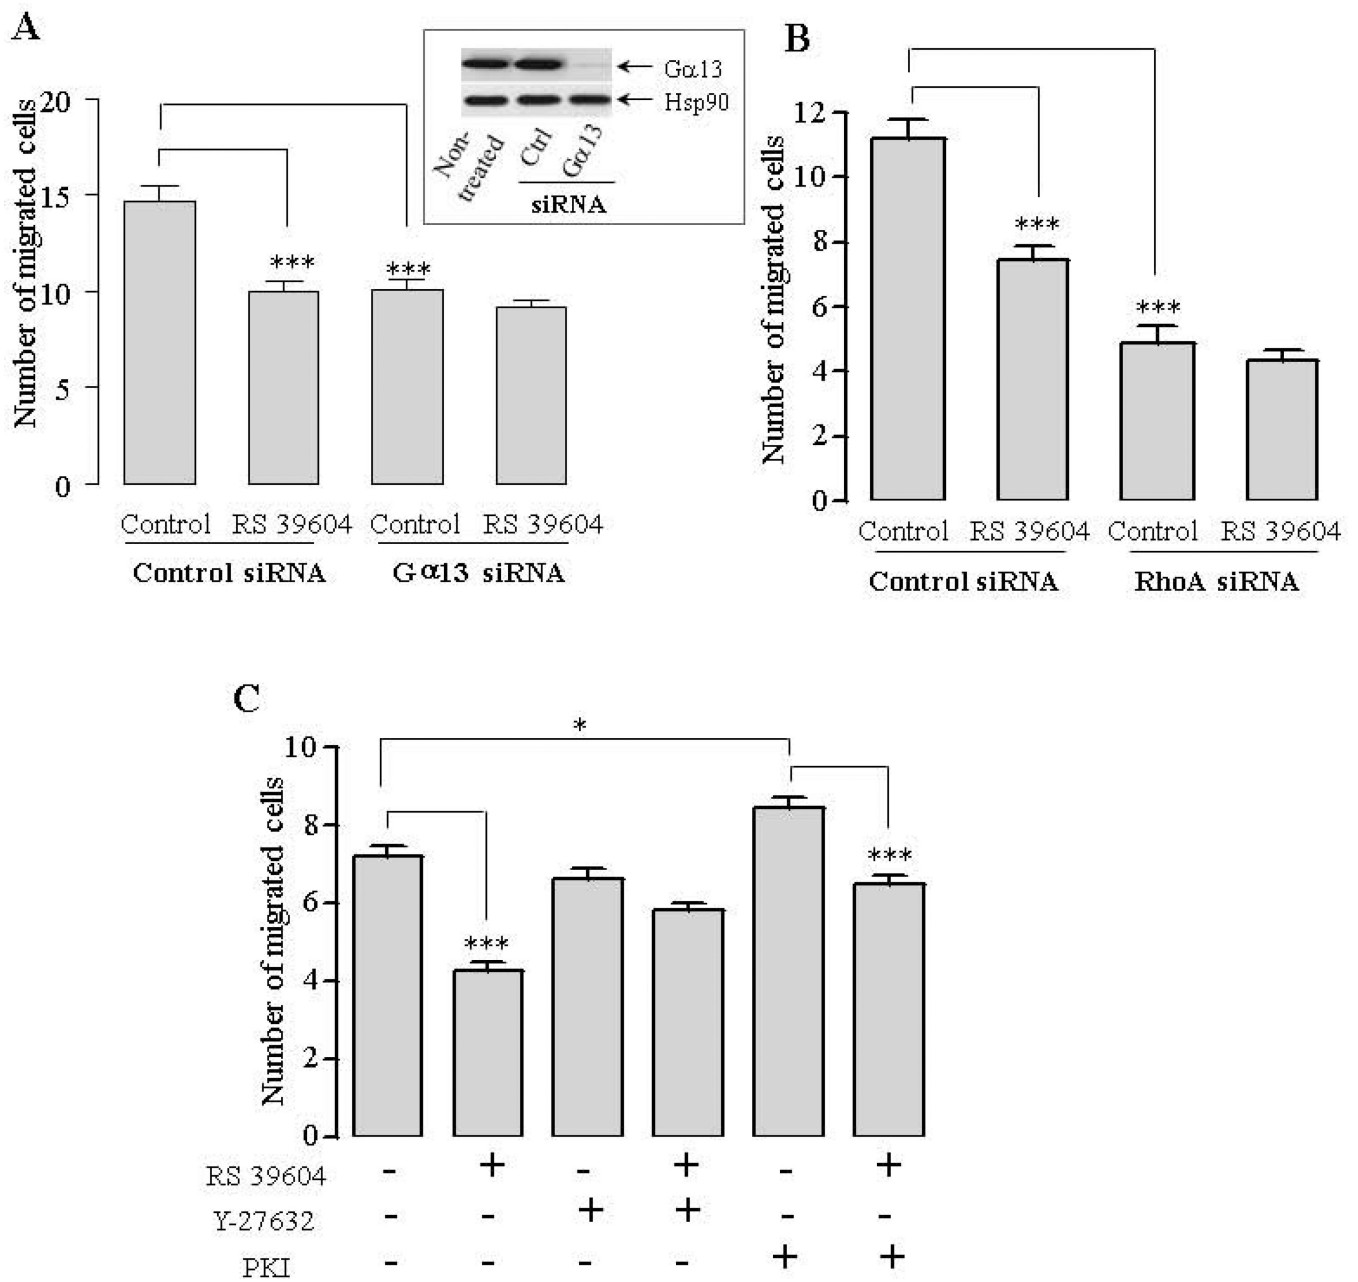 A
Number of migrated cells
20
15
10
5
0
***
***
Control RS 39604 Control RS 39604
Control siRNA Gα13 siRNA
Gα13
Hsp90
Non-treated
Ctrl
Gα13
siRNA
B
Number of migrated cells
12
10
8
6
4
2
0
***
***
Control RS 39604 Control RS 39604
Control siRNA RhoA siRNA
C
Number of migrated cells
10
8
6
4
2
0
*
***
***
RS 39604 - + - + - +
Y-27632 - - + + - -
PKI - - - - + +